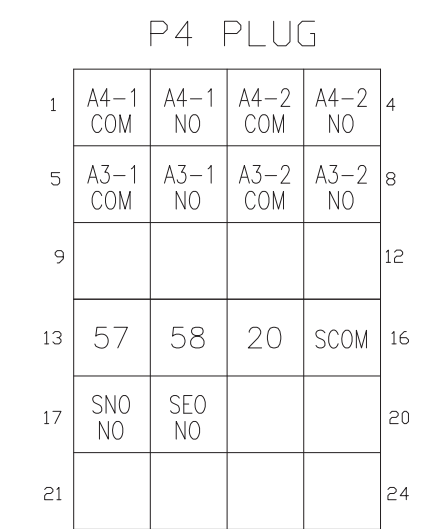 P4 PLUG
1 A4-1 COM A4-1 NO A4-2 COM A4-2 NO 4
5 A3-1 COM A3-1 NO A3-2 COM A3-2 NO 8
9 12
13 57 58 20 SCOM 16
17 SNO NO SEO NO 20
21 24